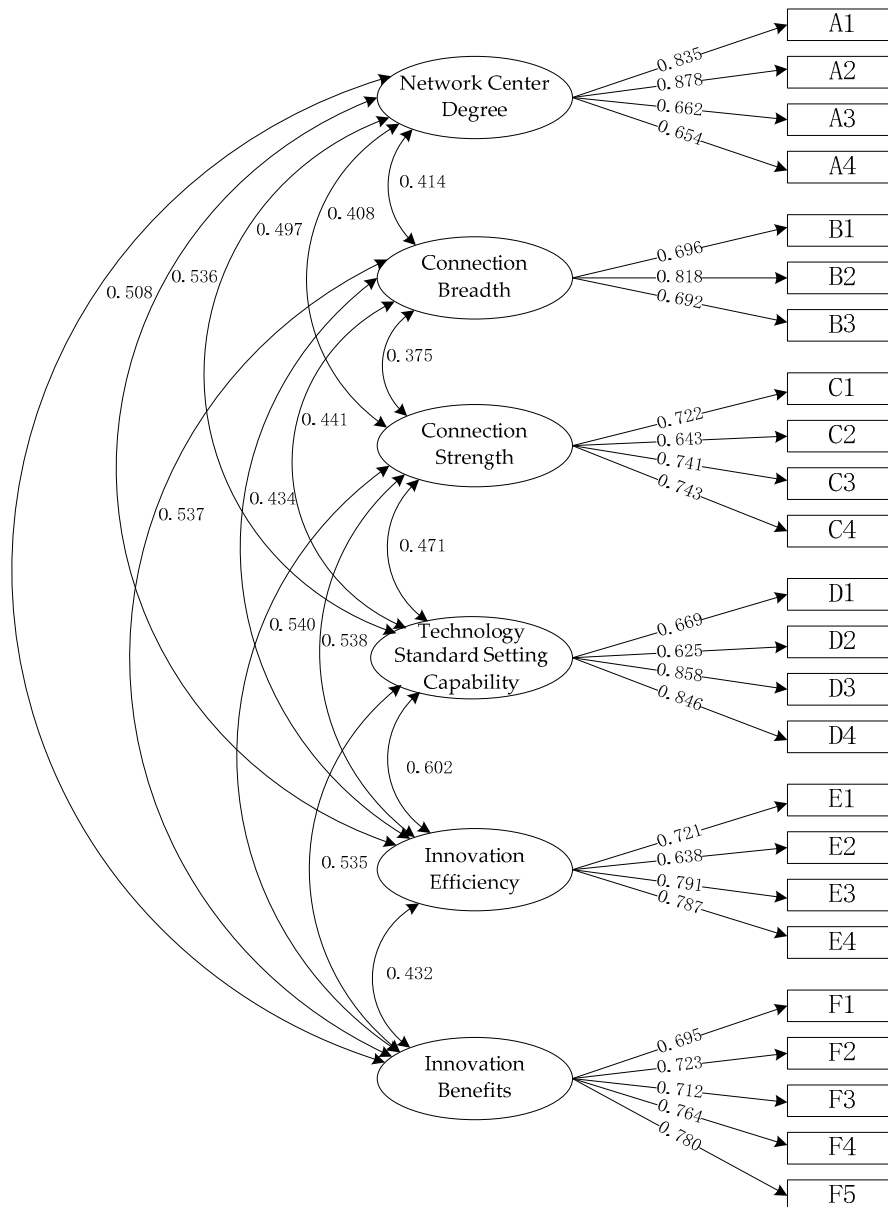 A1
0.835
Network Center
Degree
0.878
A2
0.662
A3
0.654
A4
0.414
0.408
0.497
0.536
0.508
B1
0.696
Connection
Breadth
0.818
B2
0.692
B3
0.375
0.441
C1
0.722
Connection
Strength
0.643
C2
0.741
C3
0.743
C4
0.434
0.537
0.471
D1
0.669
0.540
0.538
Technology
Standard Setting
Capability
0.625
D2
0.858
D3
0.846
D4
0.602
E1
0.721
0.535
Innovation
Efficiency
0.638
E2
0.791
E3
0.787
E4
0.432
F1
0.695
Innovation
Benefits
0.723
F2
0.712
F3
0.764
F4
0.780
F5